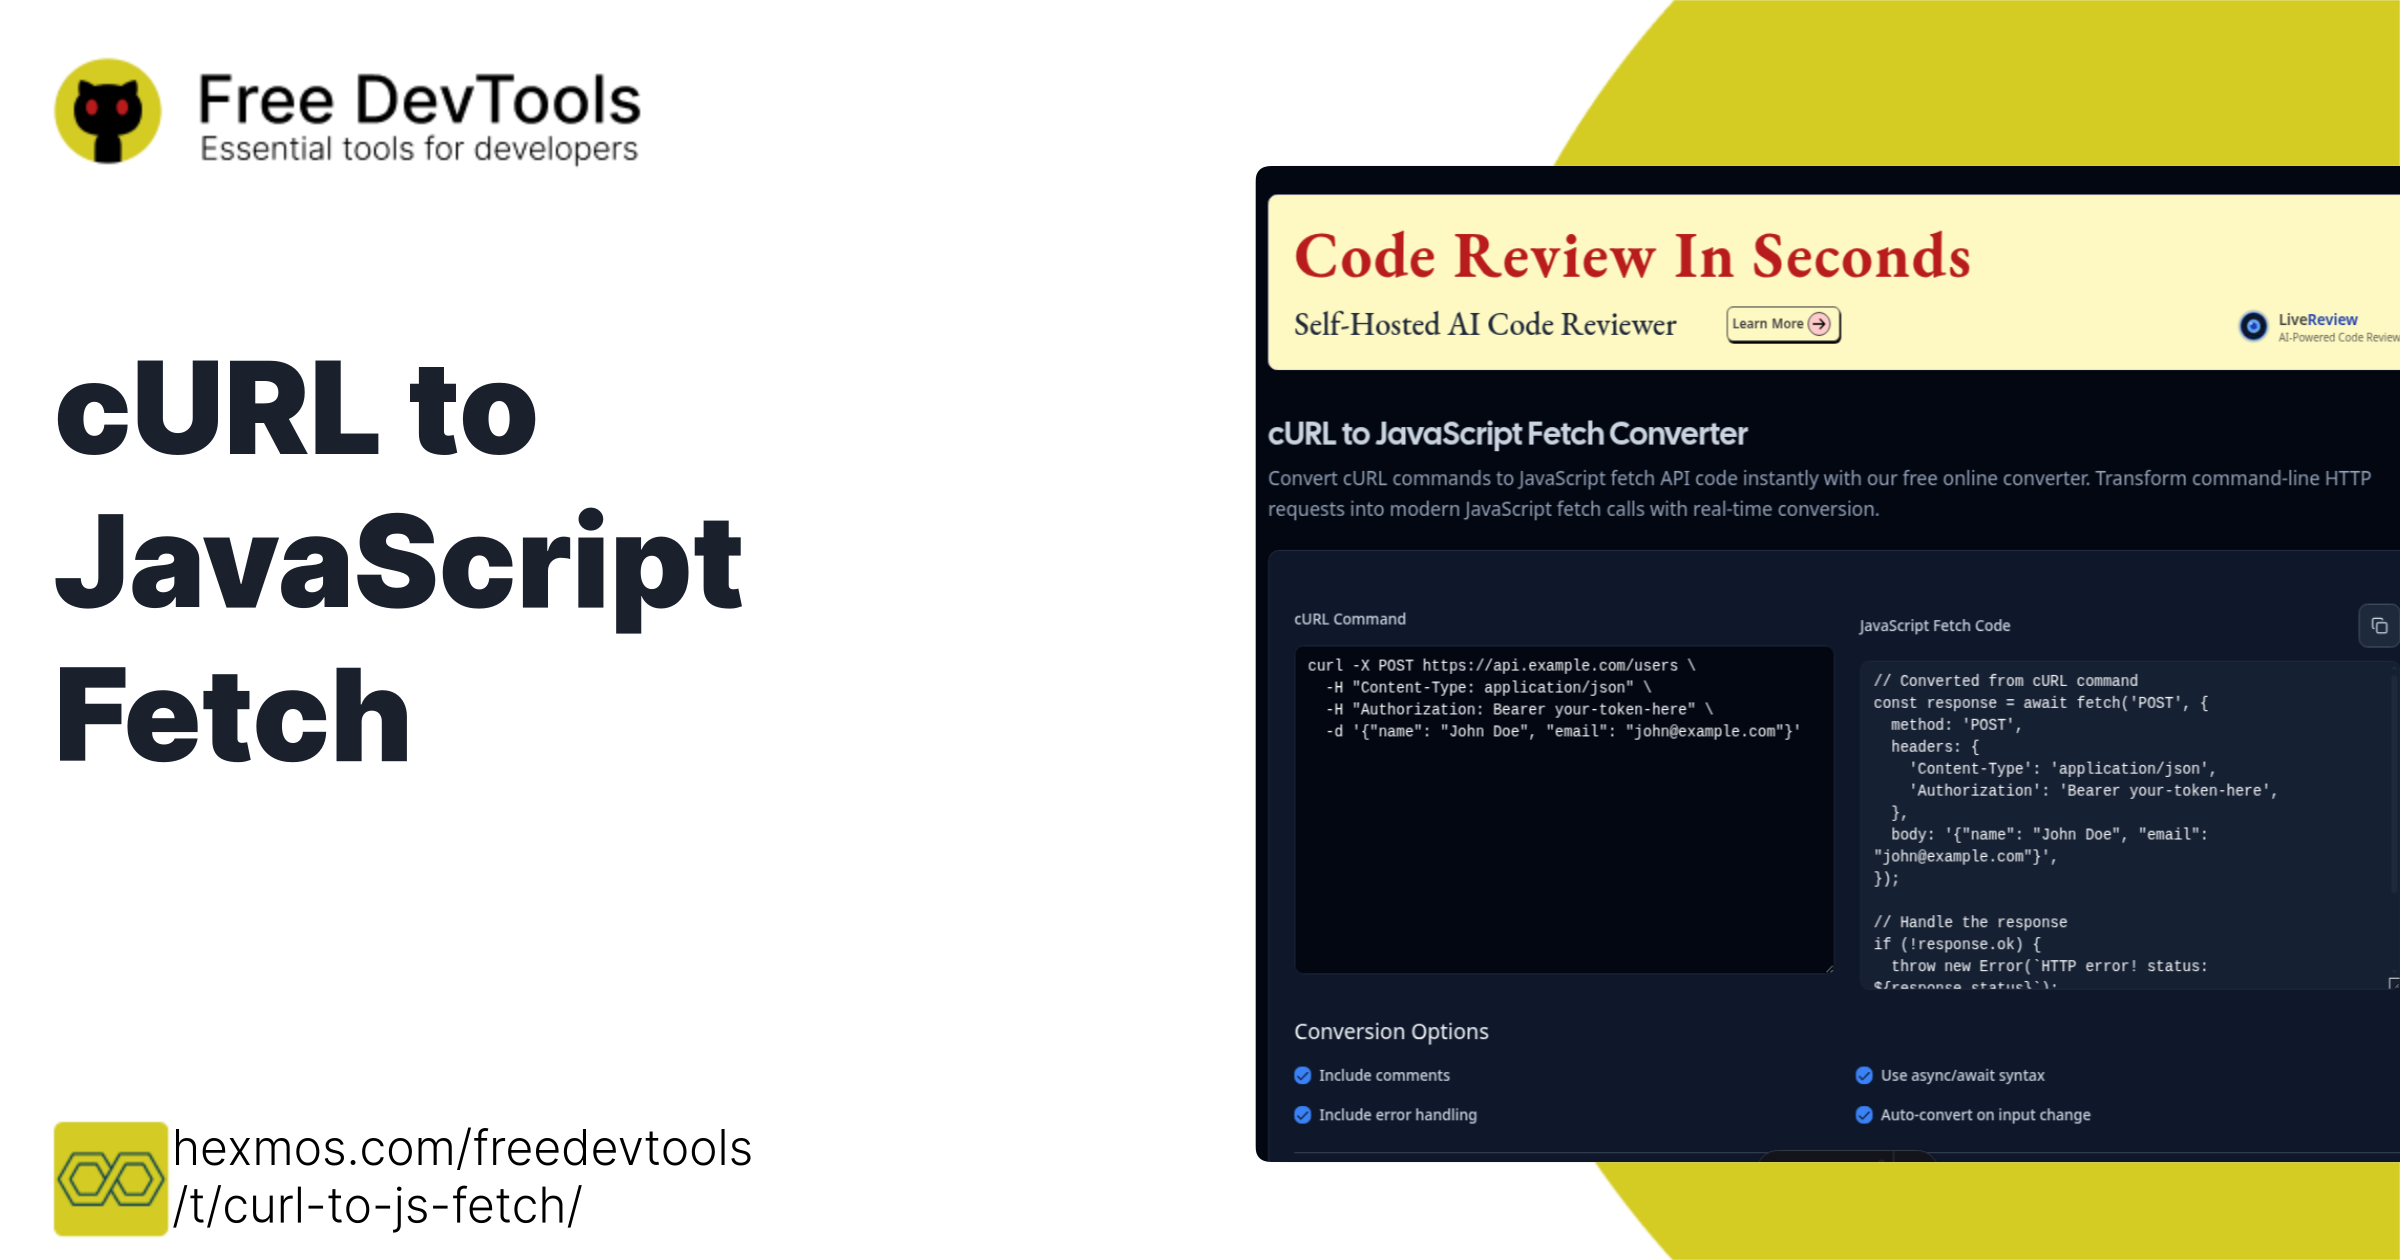 Free DevTools
Essential tools for developers
cURL to
JavaScript
Fetch
hexmos.com/freedevtools
/t/curl-to-js-fetch/
Code Review In Seconds
Self-Hosted AI Code Reviewer
Learn More
LiveReview
AI-Powered Code Review
cURL to JavaScript Fetch Converter
Convert cURL commands to JavaScript fetch API code instantly with our free online converter. Transform command-line HTTP
requests into modern JavaScript fetch calls with real-time conversion.
cURL Command
curl -X POST https://api.example.com/users \
  -H "Content-Type: application/json" \
  -H "Authorization: Bearer your-token-here" \
  -d '{"name": "John Doe", "email": "john@example.com"}'
JavaScript Fetch Code
// Converted from cURL command
const response = await fetch('POST', {
  method: 'POST',
  headers: {
    'Content-Type': 'application/json',
    'Authorization': 'Bearer your-token-here',
  },
  body: '{"name": "John Doe", "email":
"john@example.com"}',
});
// Handle the response
if (!response.ok) {
  throw new Error(`HTTP error! status:
${response.status}`);
Conversion Options
Include comments
Use async/await syntax
Include error handling
Auto-convert on input change